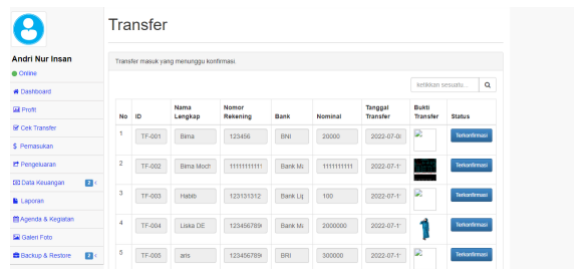 Transfer
Andri Nur Insan
Online
Dashboard
Profil
Cek Transfer
Pemasukan
Pengeluaran
Data Keuangan 2
Laporan
Agenda & Kegiatan
Galeri Foto
Backup & Restore 2
Transfer masuk yang menunggu konfirmasi.
ketikkan sesuatu...
No ID Nama Lengkap Nomor Rekening Bank Nominal Tanggal Transfer Bukti Transfer Status
1 TF-001 Bima 123456 BNI 20000 2022-07-0 Terkonfirmasi
2 TF-002 Bima Moch 1111111111 Bank Ma 1111111111 2022-07-1 Terkonfirmasi
3 TF-003 Habib 123131312 Bank Lq 100 2022-07-1 Terkonfirmasi
4 TF-004 Liska DE 123456789 Bank Ma 2000000 2022-07-1 Terkonfirmasi
5 TF-005 aris 123456789 BRI 300000 2022-07-1 Terkonfirmasi